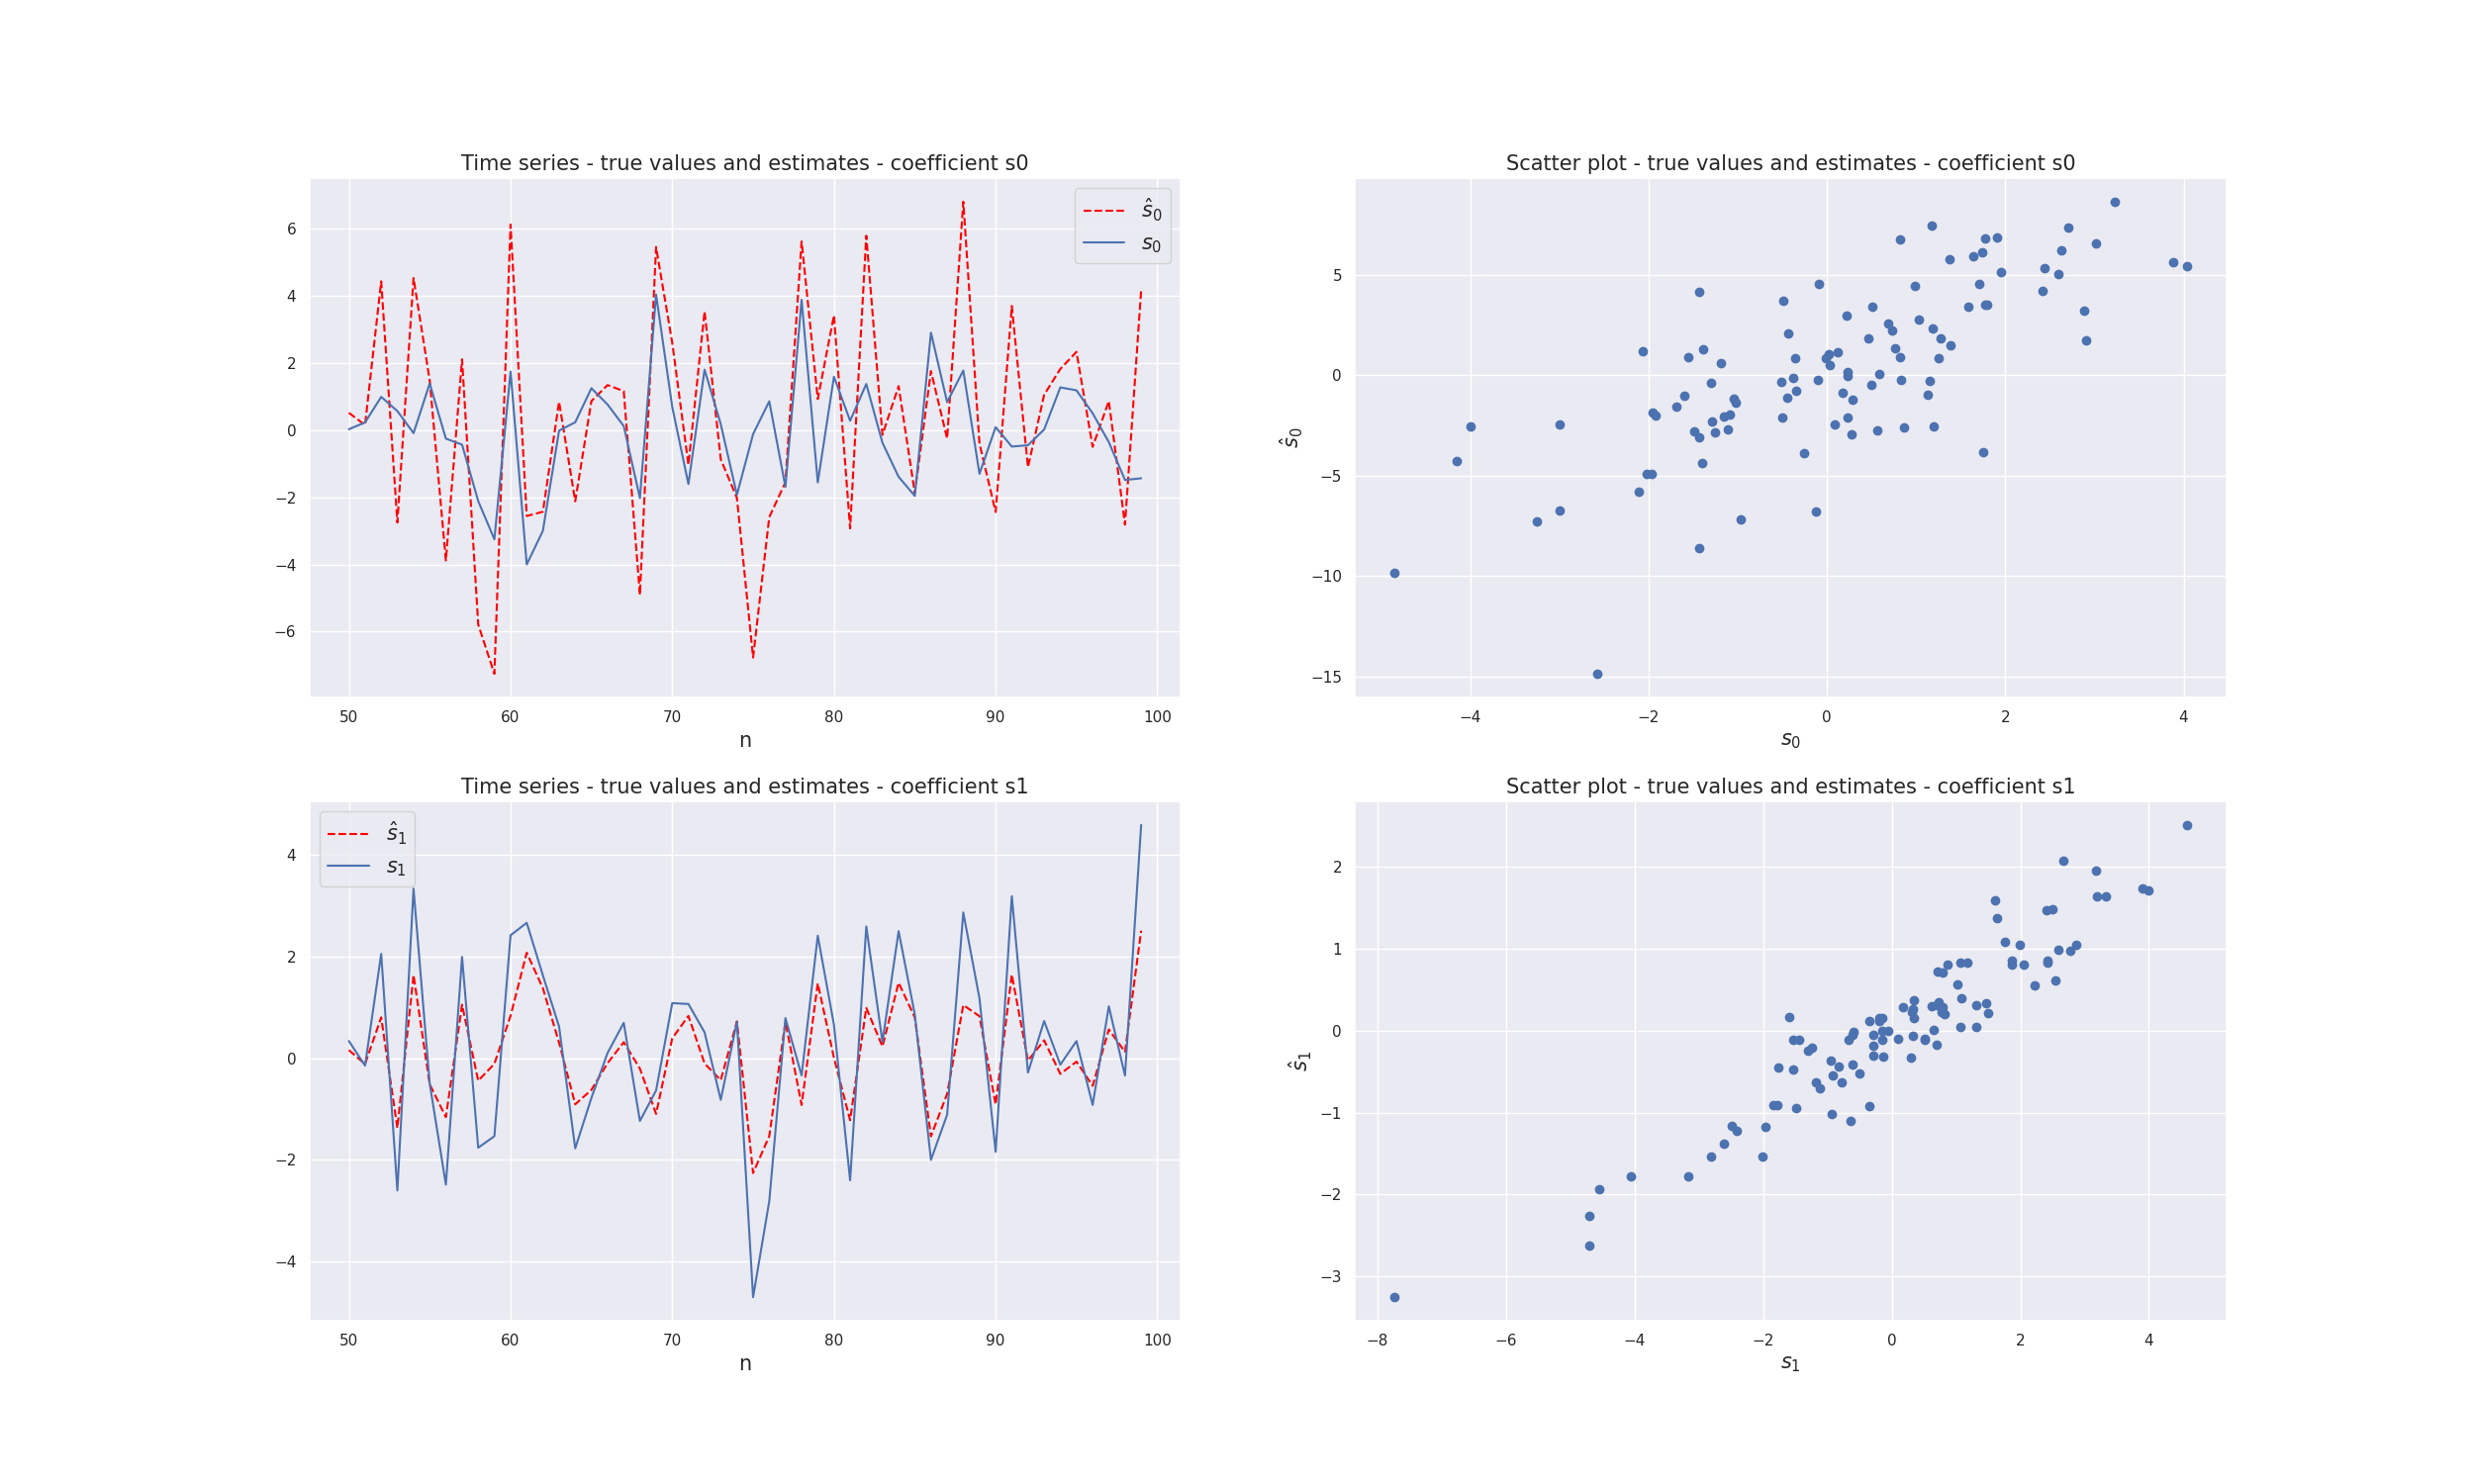 Time series - true values and estimates - coefficient s0
6
4
2
0
−2
−4
−6
ŝ₀
s₀
50 60 70 80 90 100
n
Scatter plot - true values and estimates - coefficient s0
ŝ₀
5
0
−5
−10
−15
−4 −2 0 2 4
s₀
Time series - true values and estimates - coefficient s1
4
2
0
−2
−4
ŝ₁
s₁
50 60 70 80 90 100
n
Scatter plot - true values and estimates - coefficient s1
ŝ₁
2
1
0
−1
−2
−3
−8 −6 −4 −2 0 2 4
s₁